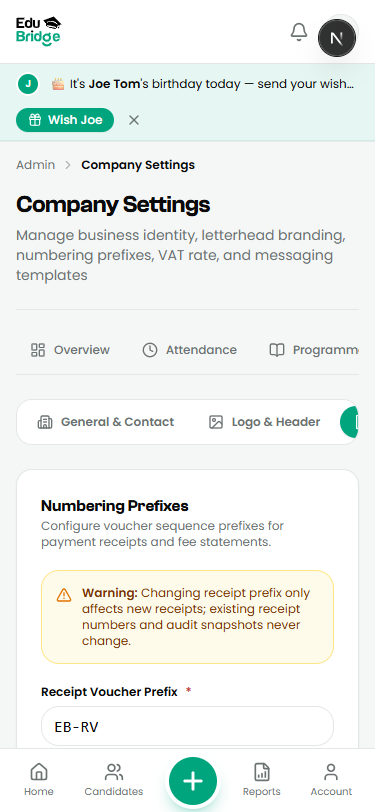 Edu
Bridge
N
J
🎂 It's Joe Tom's birthday today — send your wish...
Wish Joe
Admin > Company Settings
Company Settings
Manage business identity, letterhead branding,
numbering prefixes, VAT rate, and messaging
templates
Overview Attendance Programm
General & Contact Logo & Header
Numbering Prefixes
Configure voucher sequence prefixes for
payment receipts and fee statements.
Warning: Changing receipt prefix only
affects new receipts; existing receipt
numbers and audit snapshots never
change.
Receipt Voucher Prefix *
EB-RV
Home Candidates Reports Account